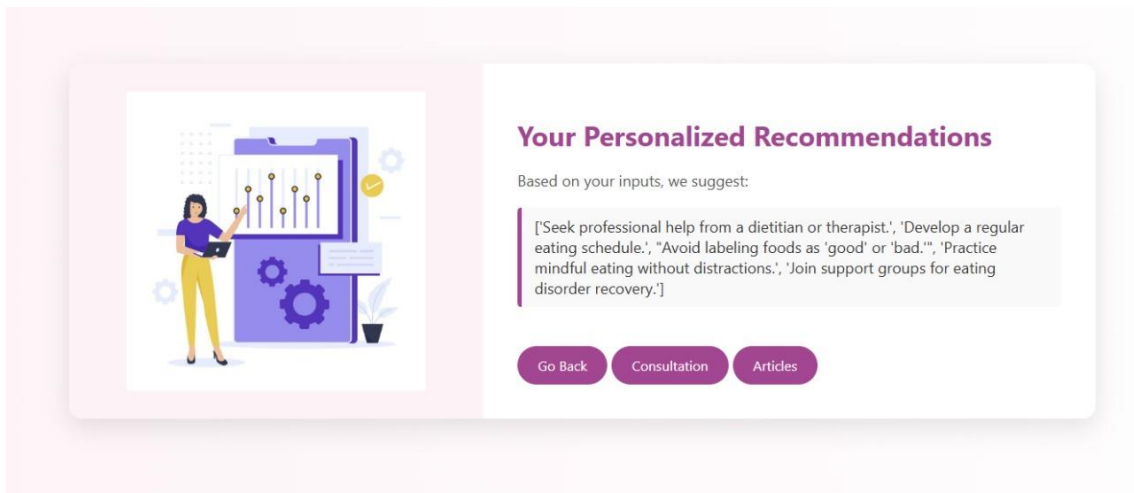 Your Personalized Recommendations
Based on your inputs, we suggest:
['Seek professional help from a dietitian or therapist.', 'Develop a regular
eating schedule.', "Avoid labeling foods as 'good' or 'bad.'", 'Practice
mindful eating without distractions.', 'Join support groups for eating
disorder recovery.']
Go Back
Consultation
Articles